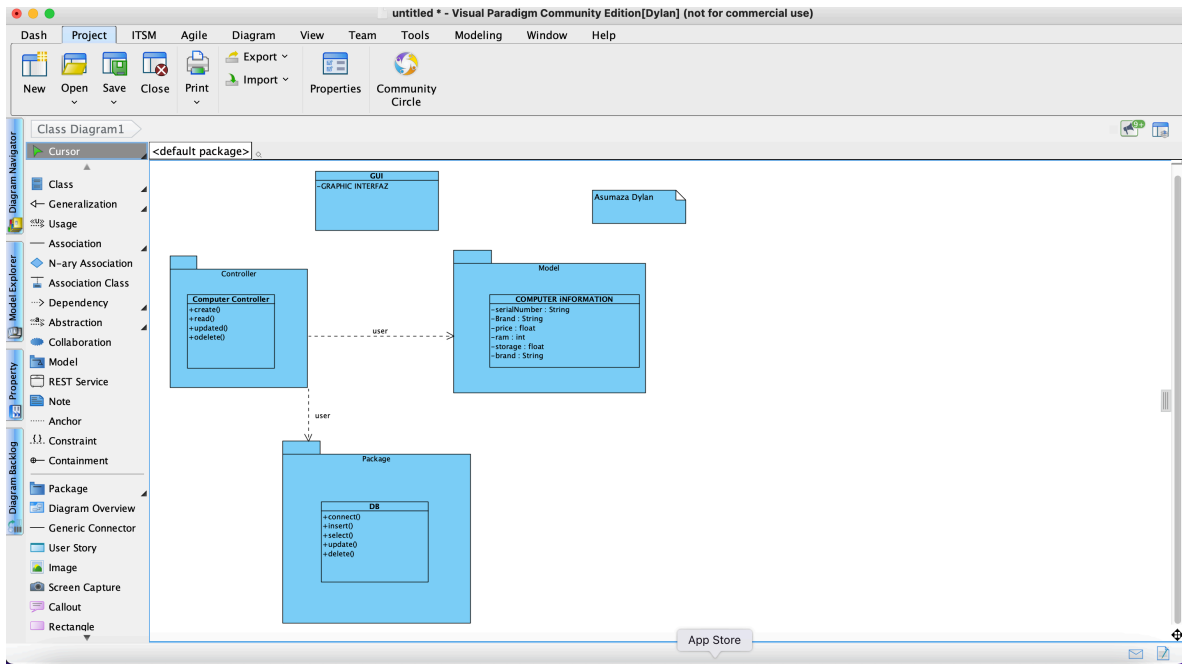 untitled * - Visual Paradigm Community Edition[Dylan] (not for commercial use)
Dash Project ITSM Agile Diagram View Team Tools Modeling Window Help
New Open Save Close Print Export Import Properties Community Circle
Class Diagram1
9+
Diagram Navigator
Model Explorer
Property
Diagram Backlog
Cursor
Class
Generalization
«U» Usage
Association
N-ary Association
Association Class
Dependency
«a» Abstraction
Collaboration
Model
REST Service
Note
Anchor
{} Constraint
Containment
Package
Diagram Overview
Generic Connector
User Story
Image
Screen Capture
Callout
Rectangle
<default package>
GUI
-GRAPHIC INTERFAZ
Asumaza Dylan
Controller
Computer Controller
+create()
+read()
+updated()
+odelete()
user
Model
COMPUTER iNFORMATION
-serialNumber : String
-Brand : String
-price : float
-ram : int
-storage : float
-brand : String
user
Package
DB
+connect()
+insert()
+select()
+update()
+delete()
App Store